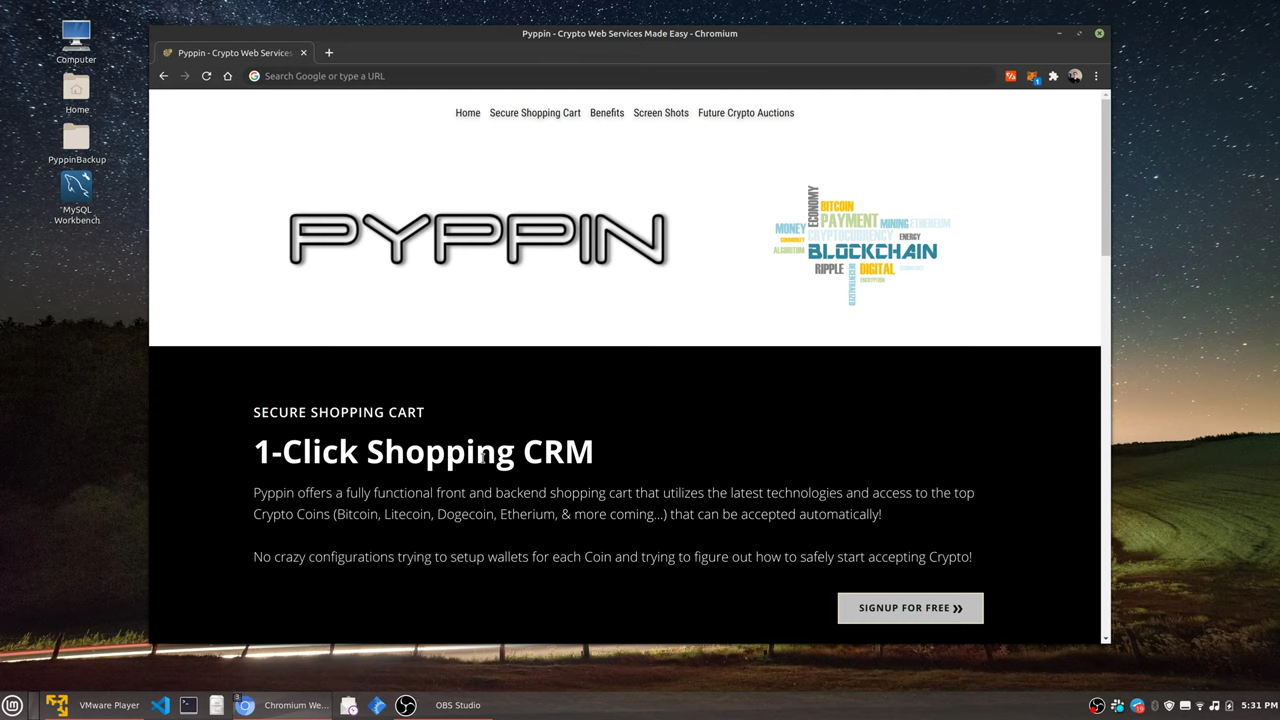 Computer
Home
PyppinBackup
MySQL
Workbench
Pyppin - Crypto Web Services Made Easy - Chromium
Pyppin - Crypto Web Services
Search Google or type a URL
1
Home Secure Shopping Cart Benefits Screen Shots Future Crypto Auctions
PYPPIN
ECONOMY
BITCOIN
PAYMENT
MONEY
MINING
ETHEREUM
CRYPTOCURRENCY
ENERGY
ALGORITHM
BLOCKCHAIN
RIPPLE
DIGITAL
DECENTRALIZED
ENCRYPTION
SECURE SHOPPING CART
1-Click Shopping CRM
Pyppin offers a fully functional front and backend shopping cart that utilizes the latest technologies and access to the top
Crypto Coins (Bitcoin, Litecoin, Dogecoin, Etherium, & more coming...) that can be accepted automatically!
No crazy configurations trying to setup wallets for each Coin and trying to figure out how to safely start accepting Crypto!
SIGNUP FOR FREE »
VMware Player
3
Chromium We...
OBS Studio
19
5:31 PM